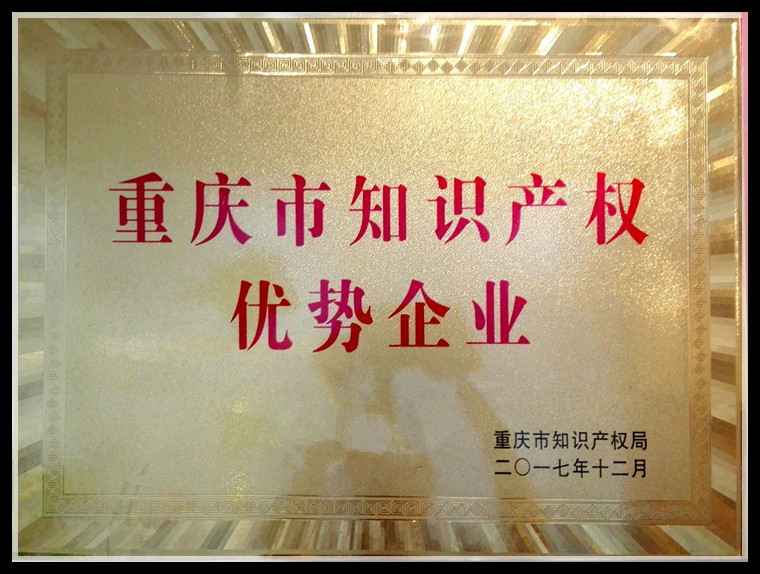 重庆市知识产权
优势企业
重庆市知识产权局
二〇一七年十二月